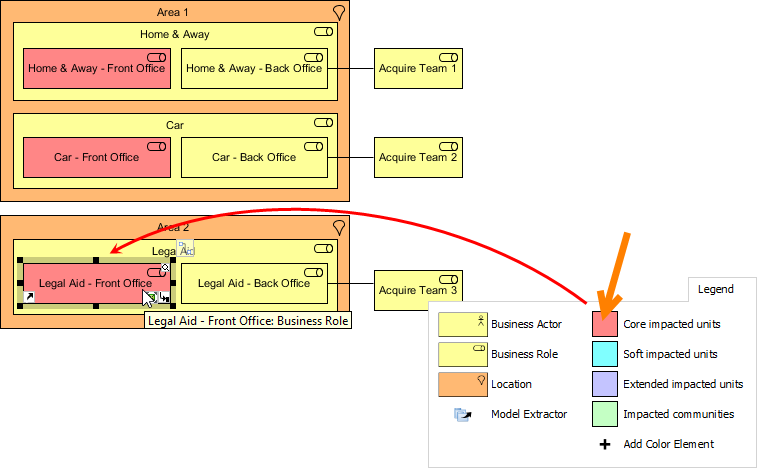 Area 1
Home & Away
Home & Away - Front Office
Home & Away - Back Office
Acquire Team 1
Car
Car - Front Office
Car - Back Office
Acquire Team 2
Area 2
Legal Aid
Legal Aid - Front Office
Legal Aid - Back Office
Acquire Team 3
Legal Aid - Front Office: Business Role
Legend
Business Actor
Core impacted units
Business Role
Soft impacted units
Location
Extended impacted units
Model Extractor
Impacted communities
Add Color Element